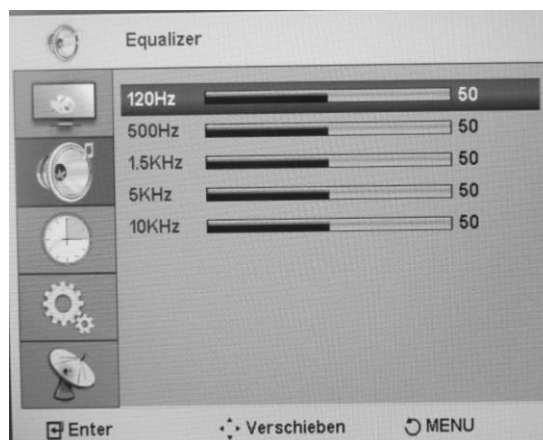 Equalizer
120Hz 50
500Hz 50
1.5KHz 50
5KHz 50
10KHz 50
Enter Verschieben MENU